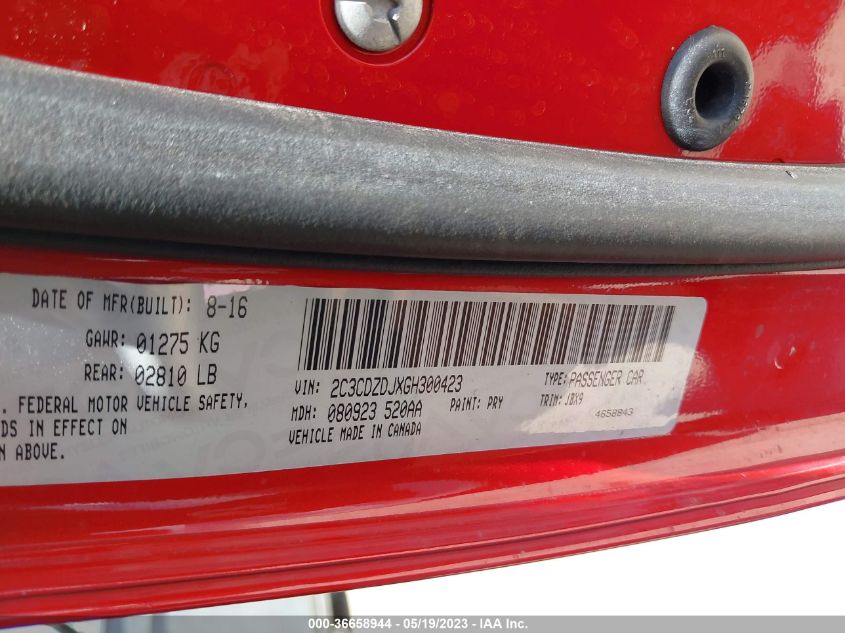 DATE OF MFR(BUILT): 8-16
GAWR: 01275 KG
REAR: 02810 LB
. FEDERAL MOTOR VEHICLE SAFETY,
DS IN EFFECT ON
N ABOVE.
VIN: 2C3CDZDJXGH300423
TYPE: PASSENGER CAR
MDH: 080923 520AA
PAINT: PRY
TRIM: JBX9
VEHICLE MADE IN CANADA
4658843
000-36658944 - 05/19/2023 - IAA Inc.